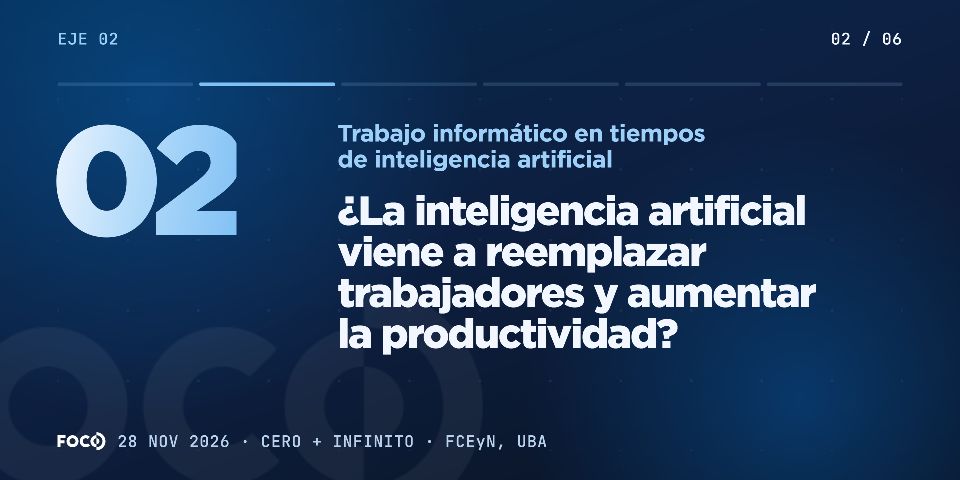 EJE 02
02 / 06
02
Trabajo informático en tiempos
de inteligencia artificial
¿La inteligencia artificial
viene a reemplazar
trabajadores y aumentar
la productividad?
FOCO 28 NOV 2026 · CERO + INFINITO · FCEyN, UBA
OCO